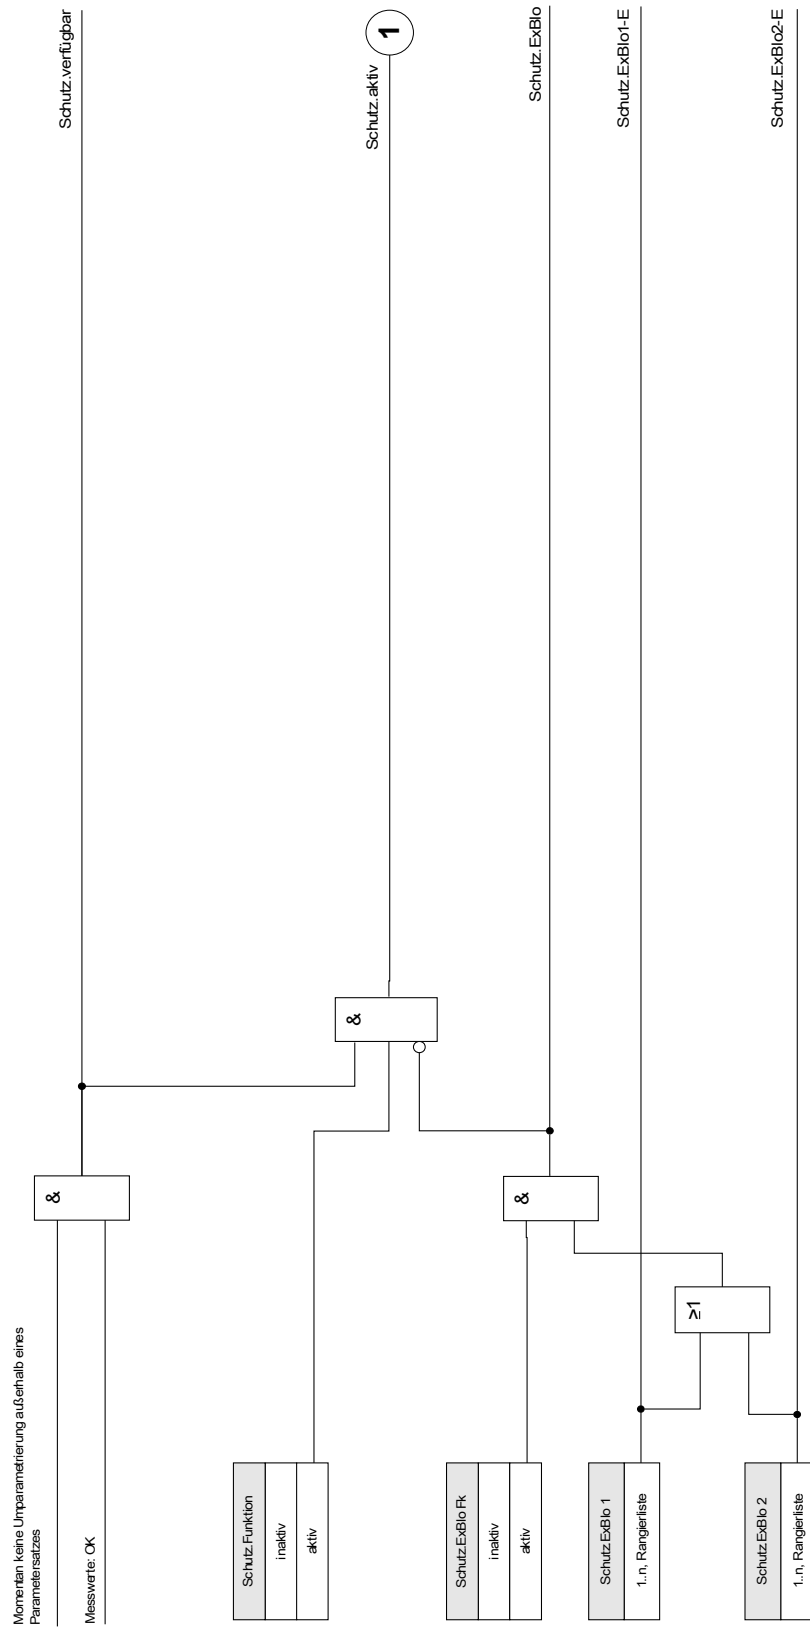 Momentan keine Umparametrierung außerhalb eines
Parametersatzes
Messwerte: OK
&
Schutz.verfügbar
Schutz.Funktion
inaktiv
aktiv
&
Schutz.aktiv
1
Schutz.ExBlo Fk
inaktiv
aktiv
&
Schutz.ExBlo
Schutz.ExBlo 1
1..n, Rangierliste
Schutz.ExBlo1-E
≥1
Schutz.ExBlo 2
1..n, Rangierliste
Schutz.ExBlo2-E